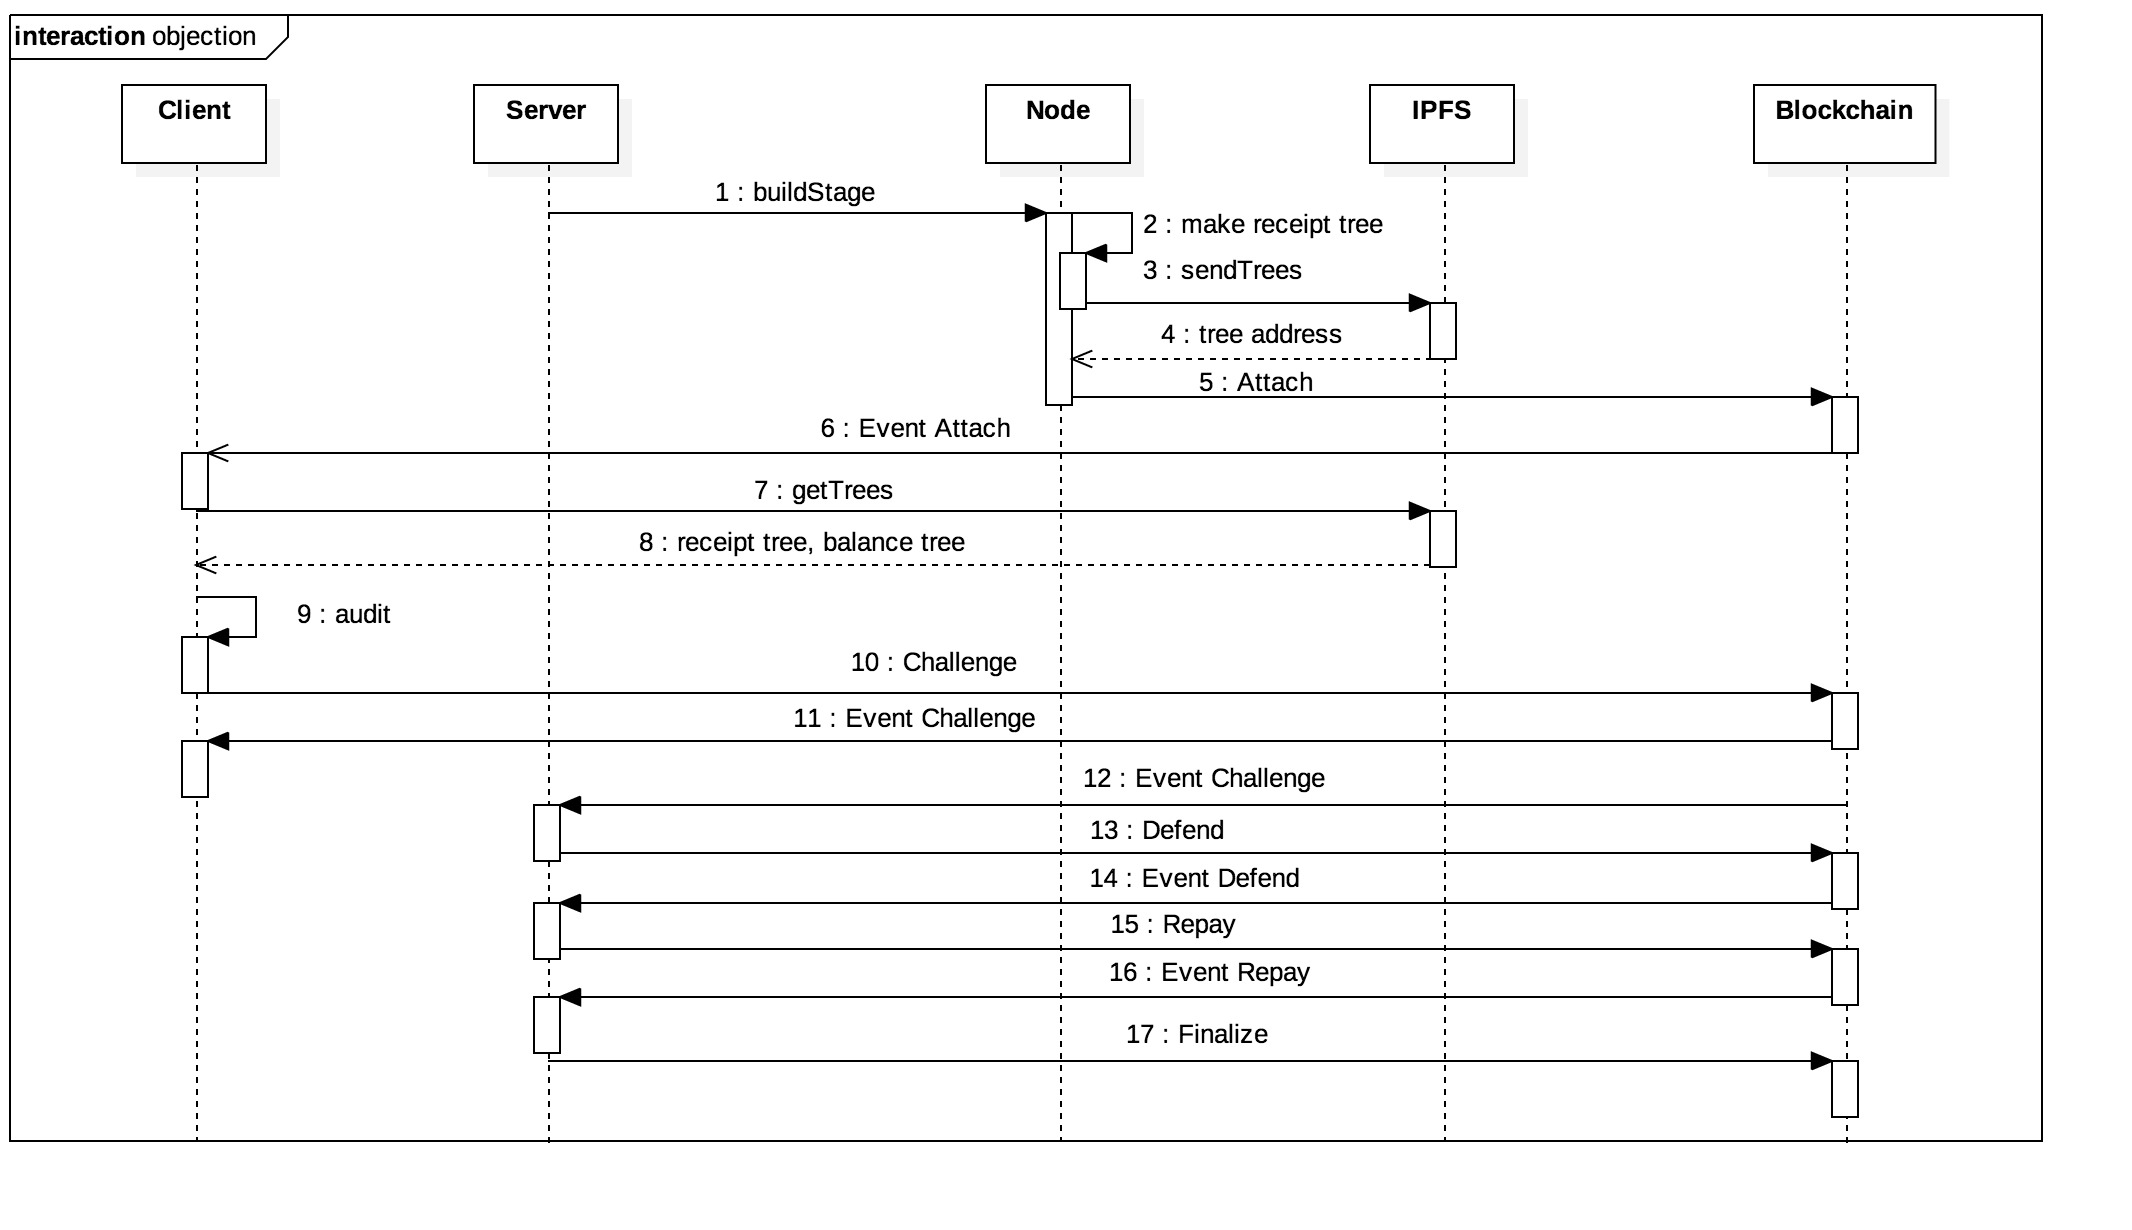 interaction objection
Client
Server
Node
IPFS
Blockchain
1 : buildStage
2 : make receipt tree
3 : sendTrees
4 : tree address
5 : Attach
6 : Event Attach
7 : getTrees
8 : receipt tree, balance tree
9 : audit
10 : Challenge
11 : Event Challenge
12 : Event Challenge
13 : Defend
14 : Event Defend
15 : Repay
16 : Event Repay
17 : Finalize